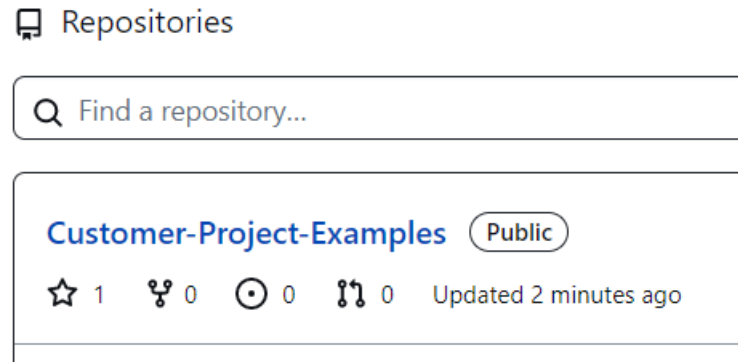 Repositories
Find a repository...
Customer-Project-Examples Public
1 0 0 0 Updated 2 minutes ago